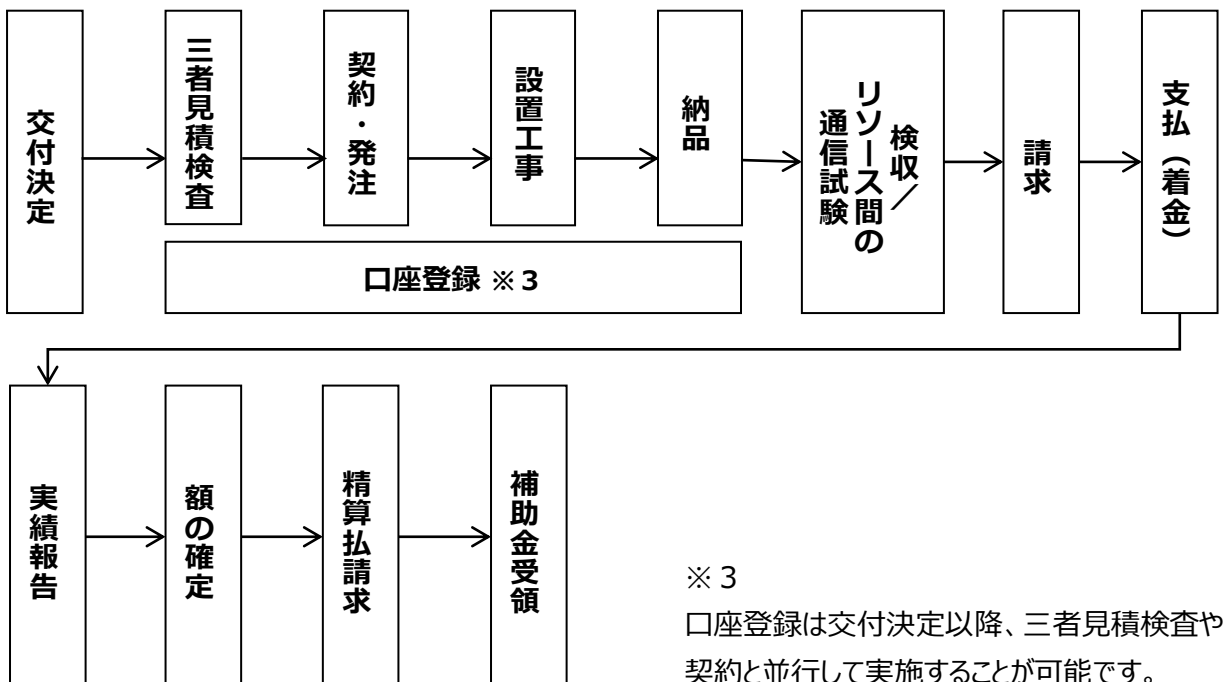 交付決定
三者見積検査
契約・発注
設置工事
納品
検収／
リソース間の
通信試験
請求
支払（着金）
口座登録 ※３
実績報告
額の確定
精算払請求
補助金受領
※３
口座登録は交付決定以降、三者見積検査や
契約と並行して実施することが可能です。